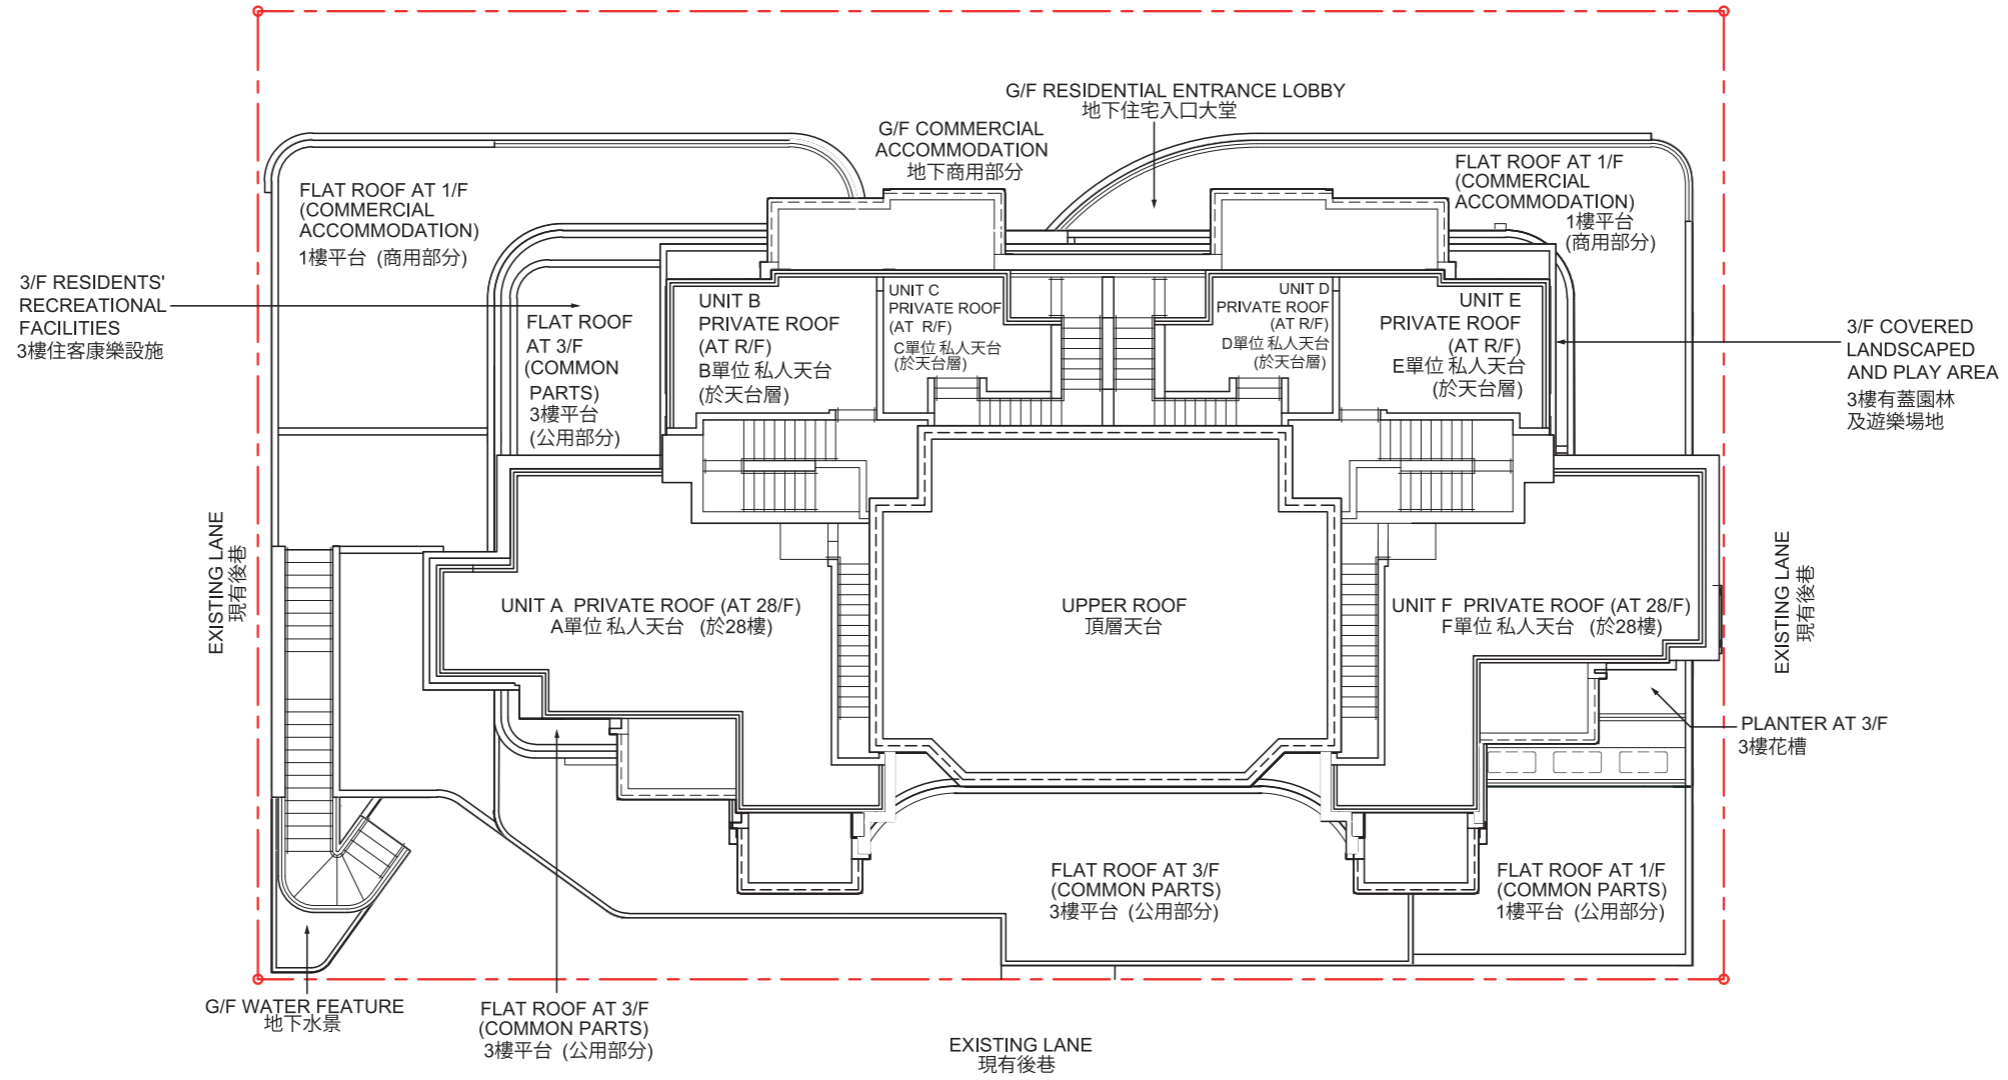 G/F RESIDENTIAL ENTRANCE LOBBY
地下住宅入口大堂
G/F COMMERCIAL
ACCOMMODATION
地下商用部分
FLAT ROOF AT 1/F
(COMMERCIAL
ACCOMMODATION)
1樓平台 (商用部分)
FLAT ROOF AT 1/F
(COMMERCIAL
ACCOMMODATION)
1樓平台
(商用部分)
3/F RESIDENTS'
RECREATIONAL
FACILITIES
3樓住客康樂設施
FLAT ROOF
AT 3/F
(COMMON
PARTS)
3樓平台
(公用部分)
UNIT B
PRIVATE ROOF
(AT R/F)
B單位 私人天台
(於天台層)
UNIT C
PRIVATE ROOF
(AT R/F)
C單位 私人天台
(於天台層)
UNIT D
PRIVATE ROOF
(AT R/F)
D單位 私人天台
(於天台層)
UNIT E
PRIVATE ROOF
(AT R/F)
E單位 私人天台
(於天台層)
3/F COVERED
LANDSCAPED
AND PLAY AREA
3樓有蓋園林
及遊樂場地
EXISTING LANE
現有後巷
UNIT A PRIVATE ROOF (AT 28/F)
A單位 私人天台 (於28樓)
UPPER ROOF
頂層天台
UNIT F PRIVATE ROOF (AT 28/F)
F單位 私人天台 (於28樓)
EXISTING LANE
現有後巷
PLANTER AT 3/F
3樓花槽
FLAT ROOF AT 3/F
(COMMON PARTS)
3樓平台 (公用部分)
FLAT ROOF AT 1/F
(COMMON PARTS)
1樓平台 (公用部分)
G/F WATER FEATURE
地下水景
FLAT ROOF AT 3/F
(COMMON PARTS)
3樓平台 (公用部分)
EXISTING LANE
現有後巷